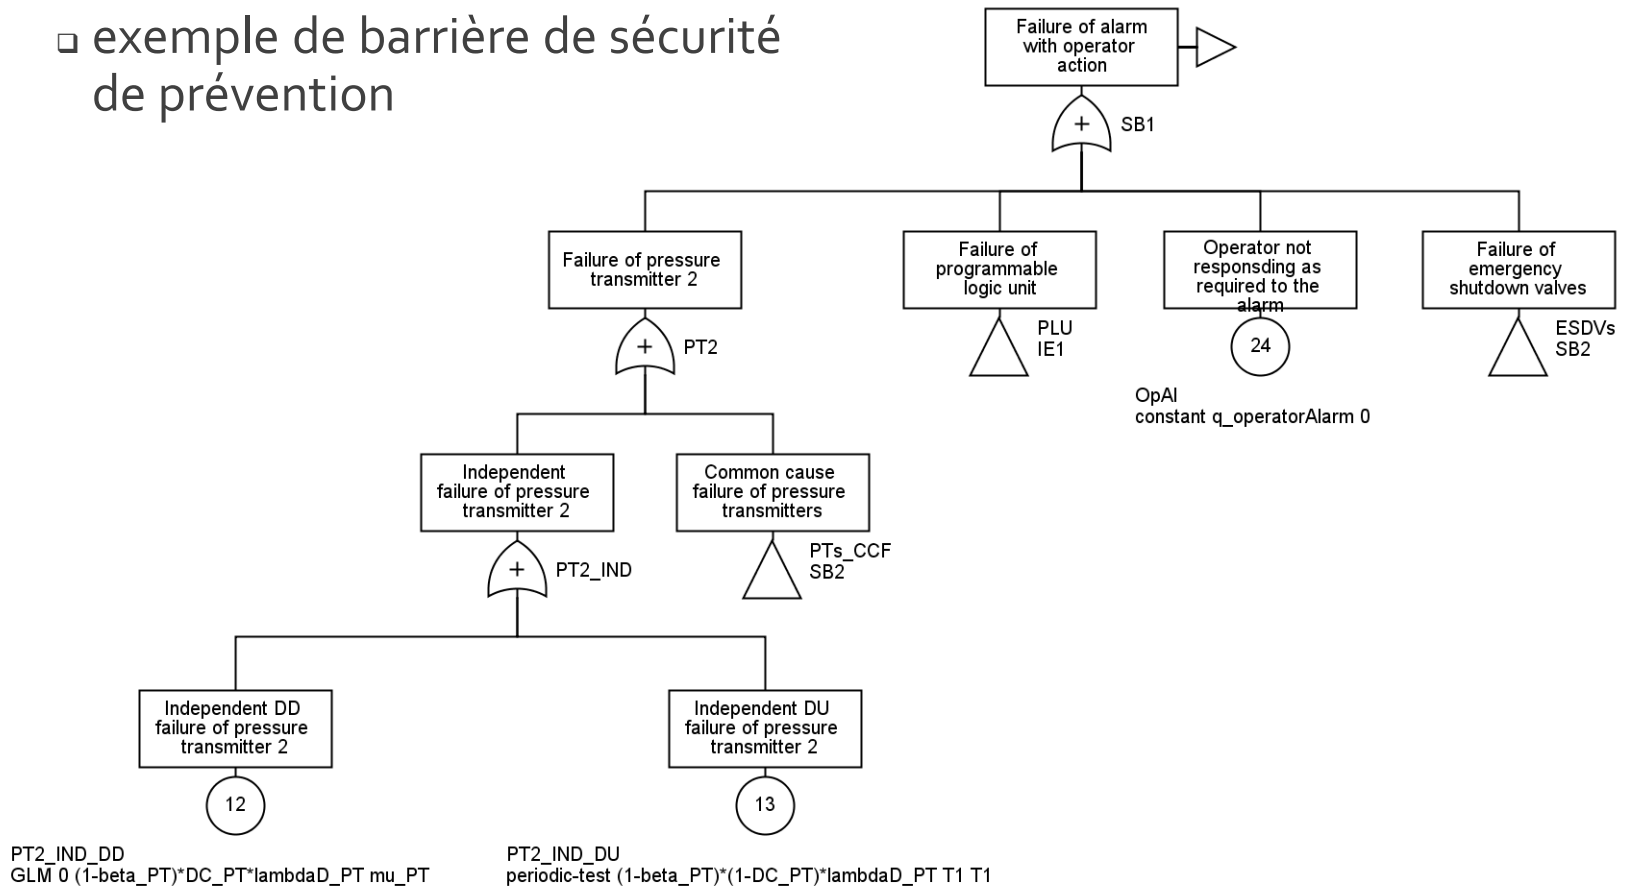 exemple de barrière de sécurité
de prévention
Failure of alarm
with operator
action
+
SB1
Failure of pressure
transmitter 2
Failure of
programmable
logic unit
Operator not
responsding as
required to the
alarm
Failure of
emergency
shutdown valves
+
PT2
PLU
IE1
24
ESDVs
SB2
OpAl
constant q_operatorAlarm 0
Independent
failure of pressure
transmitter 2
Common cause
failure of pressure
transmitters
+
PT2_IND
PTs_CCF
SB2
Independent DD
failure of pressure
transmitter 2
Independent DU
failure of pressure
transmitter 2
12
13
PT2_IND_DD
GLM 0 (1-beta_PT)*DC_PT*lambdaD_PT mu_PT
PT2_IND_DU
periodic-test (1-beta_PT)*(1-DC_PT)*lambdaD_PT T1 T1